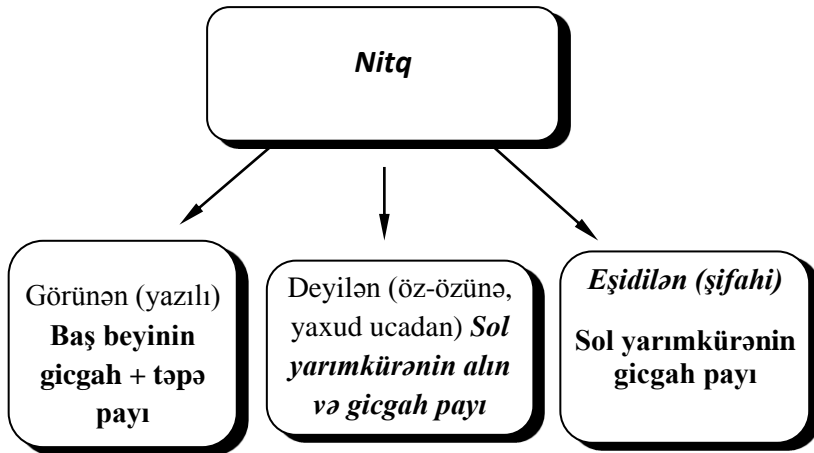 Nitq
Görünən (yazılı)
Baş beyinin
gicgah + təpə
payı
Deyilən (öz-özünə,
yaxud ucadan) Sol
yarımkürənin alın
və gicgah payı
Eşidilən (şifahi)
Sol yarımkürənin
gicgah payı